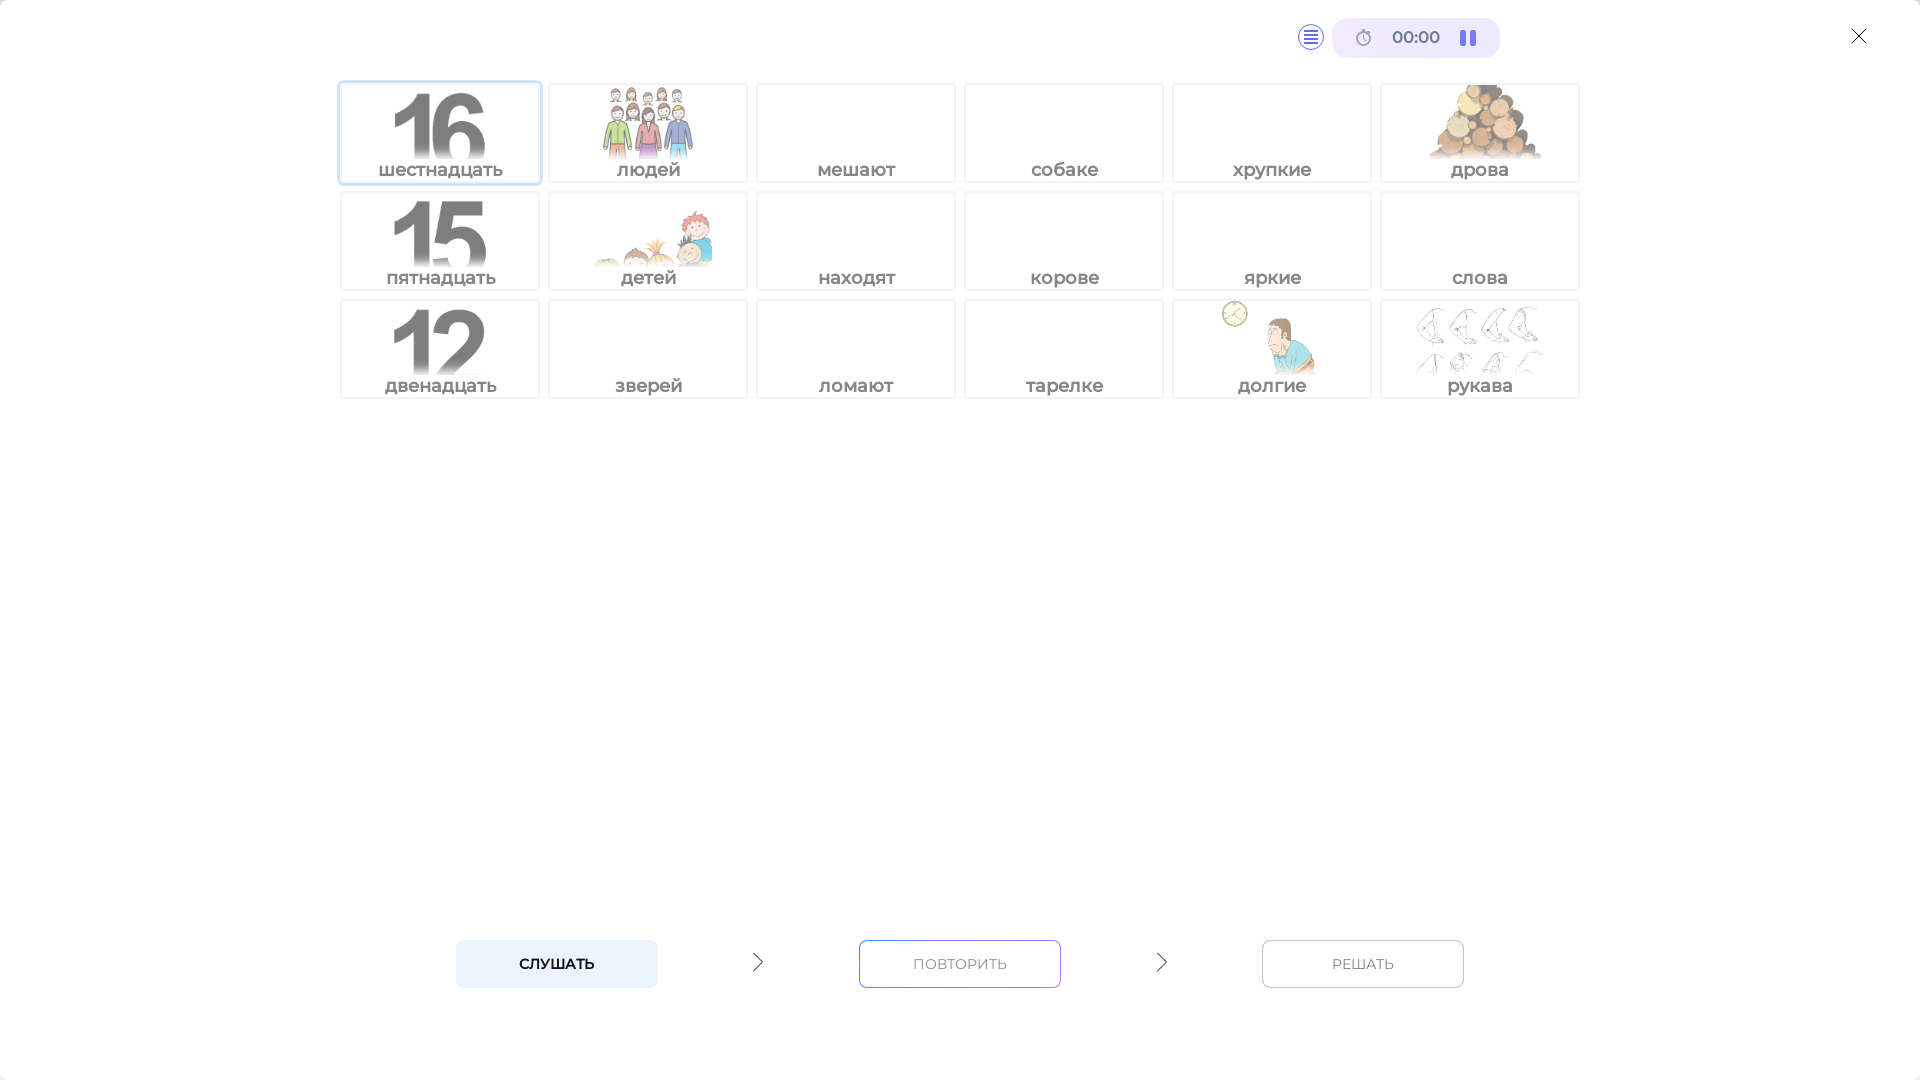 00:00
16
шестнадцать
людей
мешают
собаке
хрупкие
дрова
15
пятнадцать
детей
находят
корове
яркие
слова
12
двенадцать
зверей
ломают
тарелке
долгие
рукава
СЛУШАТЬ
ПОВТОРИТЬ
РЕШАТЬ